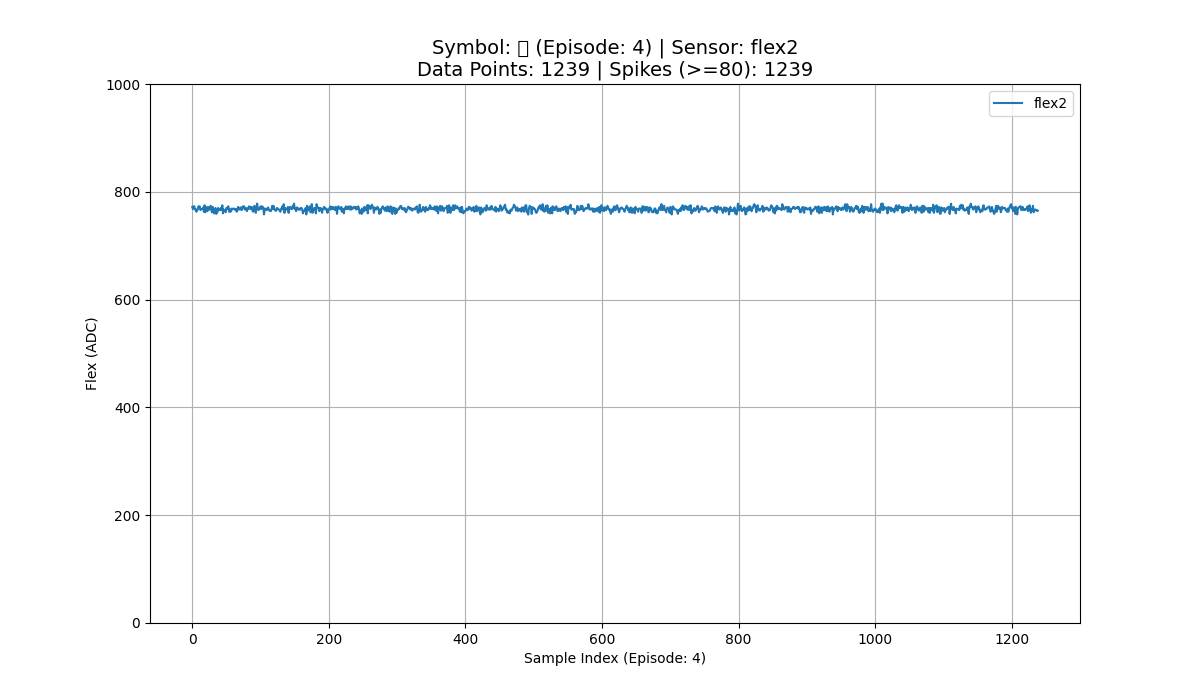 Symbol: (Episode: 4) | Sensor: flex2
Data Points: 1239 | Spikes (>=80): 1239
1000
800
600
400
200
0
Flex (ADC)
flex2
0 200 400 600 800 1000 1200
Sample Index (Episode: 4)